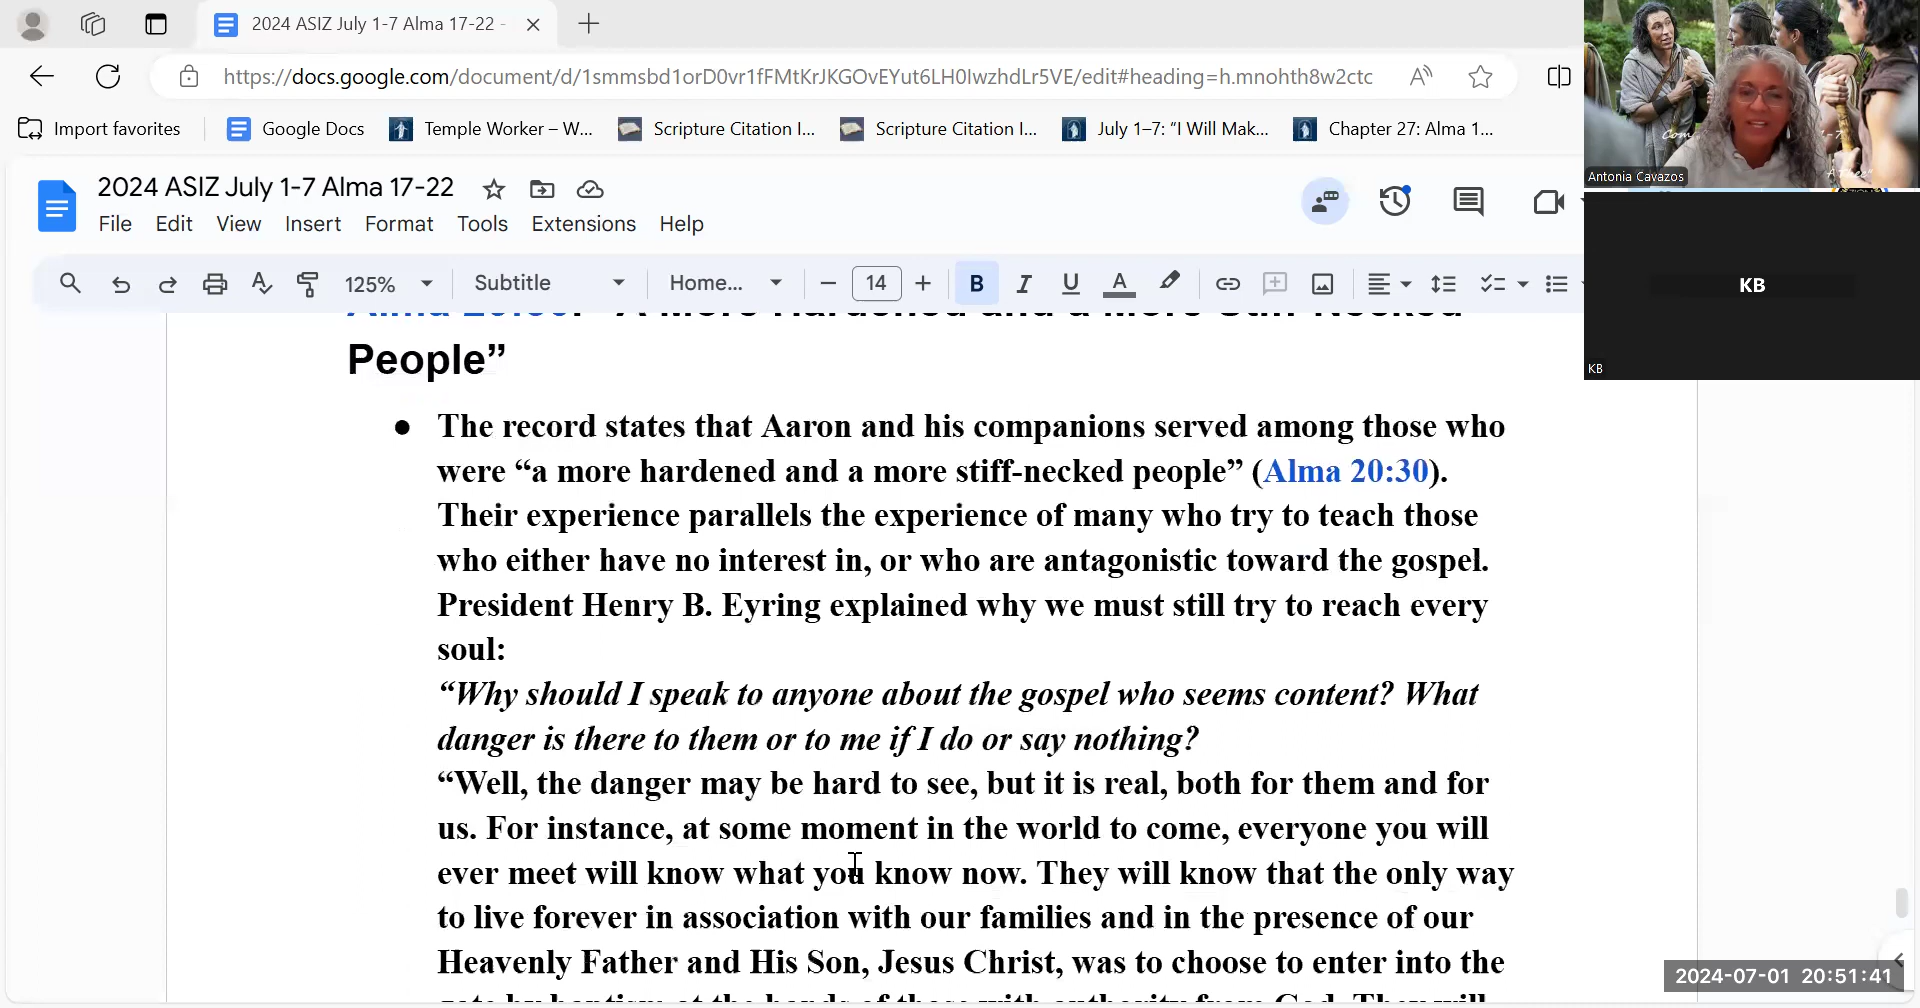 2024 ASIZ July 1-7 Alma 17-22 -
https://docs.google.com/document/d/1smmsbd1orD0vr1fFMtKrJKGOvEYut6LH0IwzhdLr5VE/edit#heading=h.mnohth8w2ctc
Import favorites
Google Docs
Temple Worker – W...
Scripture Citation I...
Scripture Citation I...
July 1–7: “I Will Mak...
Chapter 27: Alma 1...
2024 ASIZ July 1-7 Alma 17-22
File Edit View Insert Format Tools Extensions Help
125% Subtitle Home... 14 B I U A
Antonia Cavazos
KB
KB
People”
● The record states that Aaron and his companions served among those who
were “a more hardened and a more stiff-necked people” (Alma 20:30).
Their experience parallels the experience of many who try to teach those
who either have no interest in, or who are antagonistic toward the gospel.
President Henry B. Eyring explained why we must still try to reach every
soul:
“Why should I speak to anyone about the gospel who seems content? What
danger is there to them or to me if I do or say nothing?
“Well, the danger may be hard to see, but it is real, both for them and for
us. For instance, at some moment in the world to come, everyone you will
ever meet will know what you know now. They will know that the only way
to live forever in association with our families and in the presence of our
Heavenly Father and His Son, Jesus Christ, was to choose to enter into the
2024-07-01 20:51:41